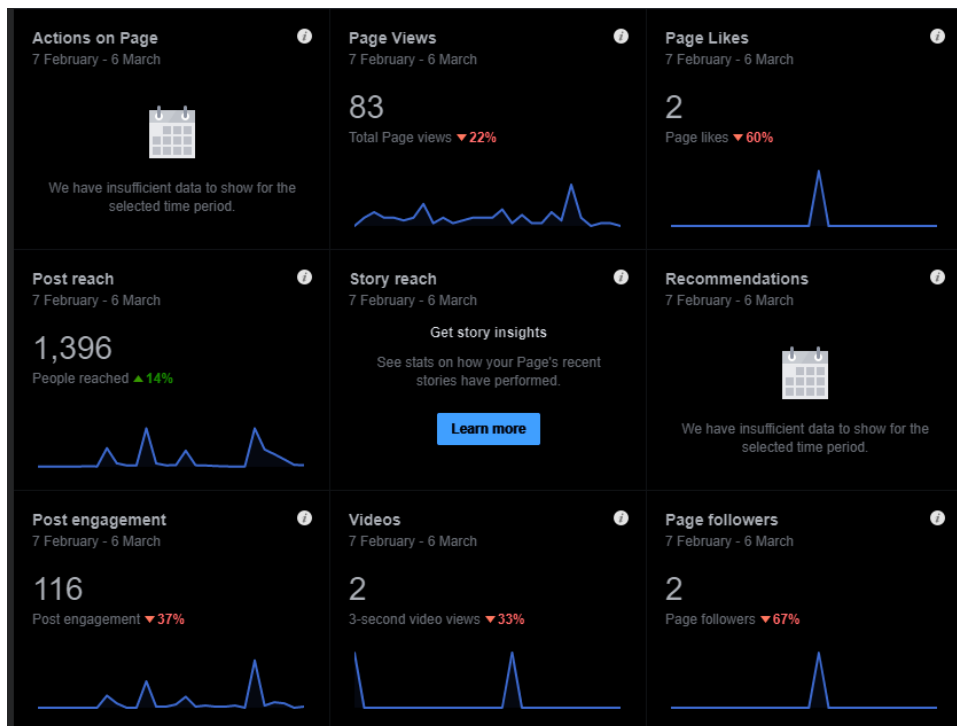 Actions on Page
7 February - 6 March
We have insufficient data to show for the
selected time period.
Page Views
7 February - 6 March
83
Total Page views ▼22%
Page Likes
7 February - 6 March
2
Page likes ▼60%
Post reach
7 February - 6 March
1,396
People reached ▲14%
Story reach
7 February - 6 March
Get story insights
See stats on how your Page's recent
stories have performed.
Learn more
Recommendations
7 February - 6 March
We have insufficient data to show for the
selected time period.
Post engagement
7 February - 6 March
116
Post engagement ▼37%
Videos
7 February - 6 March
2
3-second video views ▼33%
Page followers
7 February - 6 March
2
Page followers ▼67%